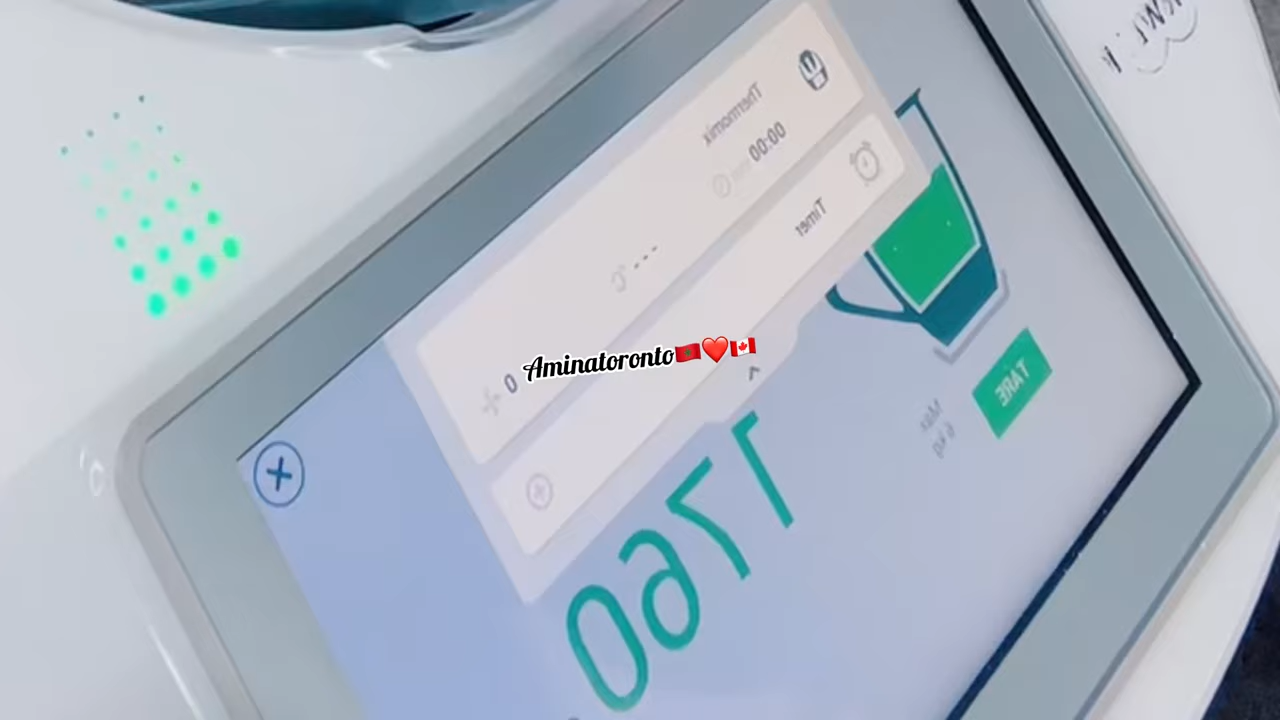 Thermomix
00:00
--- °C
0
Aminatoronto🇲🇦❤️🇨🇦
Timer
TARE
Max
6 kg
1760